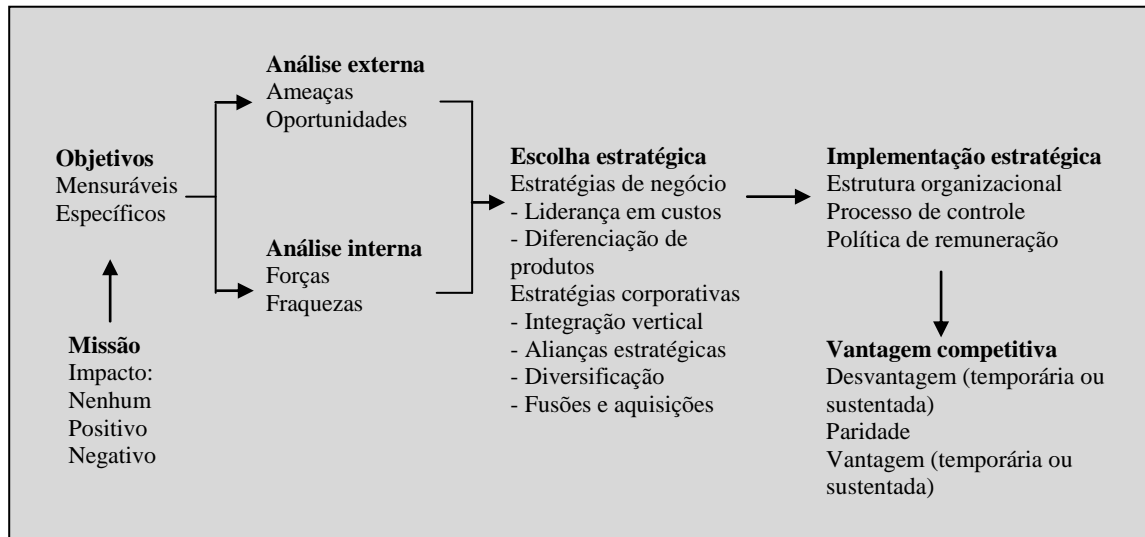 Missão
Impacto:
Nenhum
Positivo
Negativo
Objetivos
Mensuráveis
Específicos
Análise externa
Ameaças
Oportunidades
Análise interna
Forças
Fraquezas
Escolha estratégica
Estratégias de negócio
- Liderança em custos
- Diferenciação de
produtos
Estratégias corporativas
- Integração vertical
- Alianças estratégicas
- Diversificação
- Fusões e aquisições
Implementação estratégica
Estrutura organizacional
Processo de controle
Política de remuneração
Vantagem competitiva
Desvantagem (temporária ou
sustentada)
Paridade
Vantagem (temporária ou
sustentada)